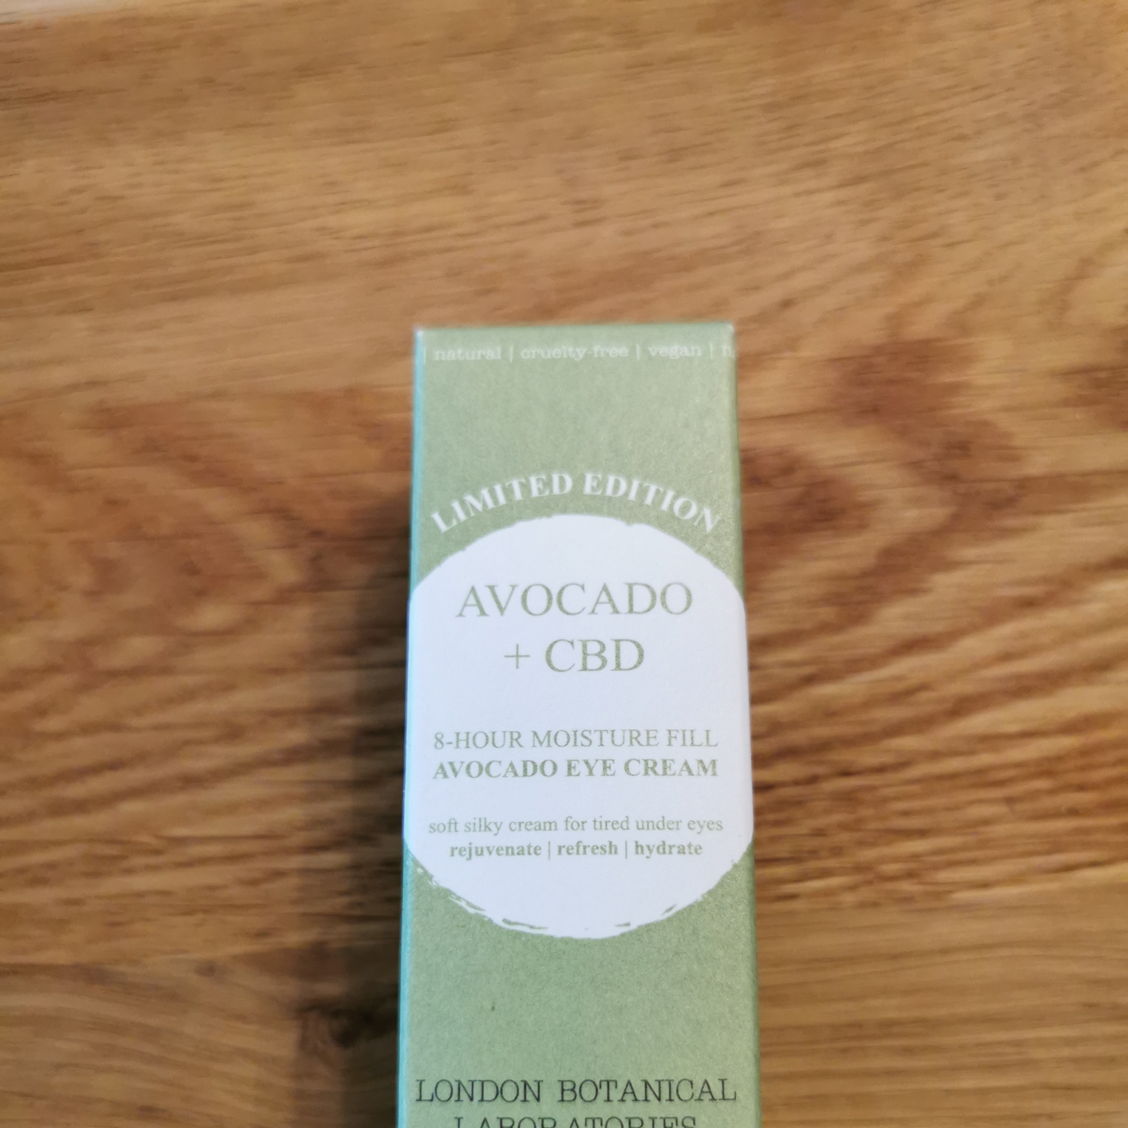 | natural | cruelty-free | vegan |
LIMITED EDITION
AVOCADO
+ CBD
8-HOUR MOISTURE FILL
AVOCADO EYE CREAM
soft silky cream for tired under eyes
rejuvenate | refresh | hydrate
LONDON BOTANICAL
LABORATORIES